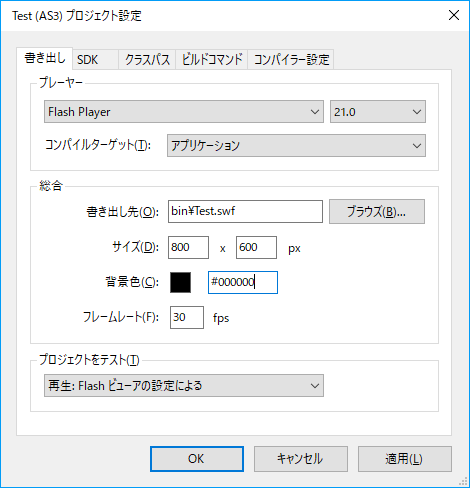 Test (AS3) プロジェクト設定
書き出し SDK クラスパス ビルドコマンド コンパイラー設定
プレーヤー
Flash Player 21.0
コンパイルターゲット(T): アプリケーション
総合
書き出し先(O): bin¥Test.swf ブラウズ(B)...
サイズ(D): 800 x 600 px
背景色(C): #000000
フレームレート(F): 30 fps
プロジェクトをテスト(T)
再生: Flash ビューアの設定による
OK キャンセル 適用(L)